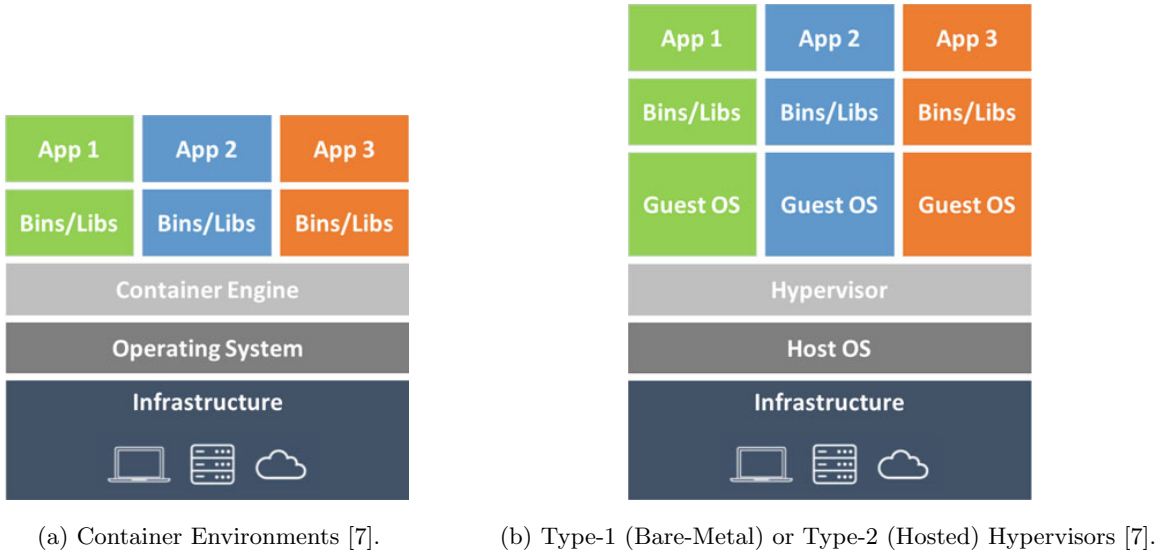 App 1
App 2
App 3
Bins/Libs
Bins/Libs
Bins/Libs
Container Engine
Operating System
Infrastructure
(a) Container Environments [7].
App 1
App 2
App 3
Bins/Libs
Bins/Libs
Bins/Libs
Guest OS
Guest OS
Guest OS
Hypervisor
Host OS
Infrastructure
(b) Type-1 (Bare-Metal) or Type-2 (Hosted) Hypervisors [7].